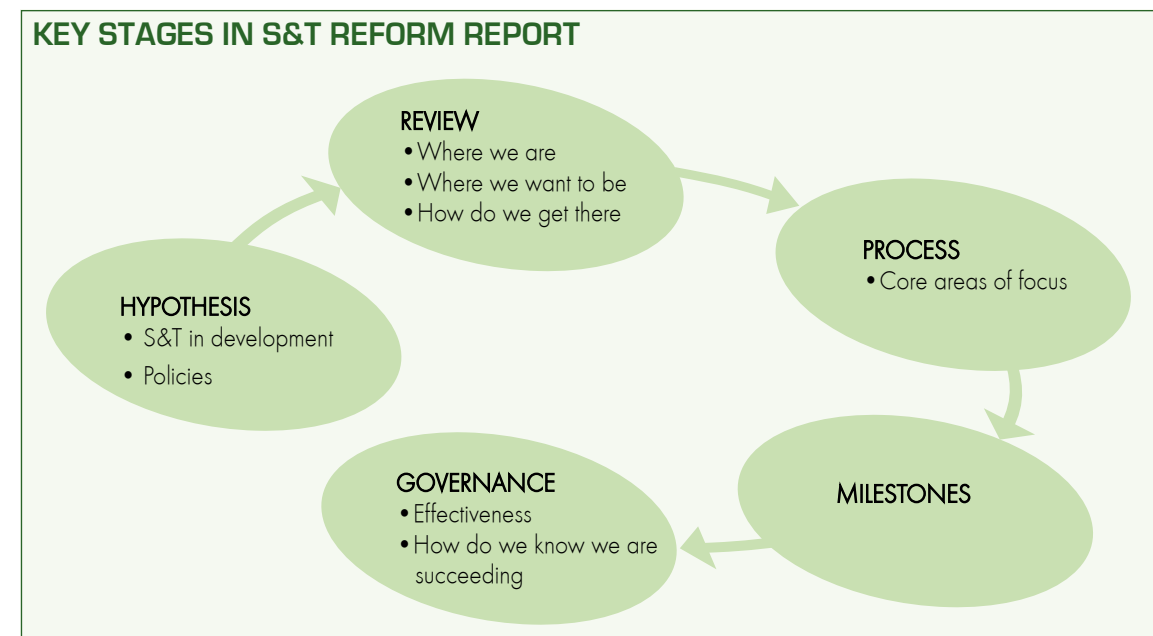 KEY STAGES IN S&T REFORM REPORT
REVIEW
•Where we are
•Where we want to be
•How do we get there
PROCESS
•Core areas of focus
HYPOTHESIS
• S&T in development
• Policies
MILESTONES
GOVERNANCE
•Effectiveness
•How do we know we are
succeeding